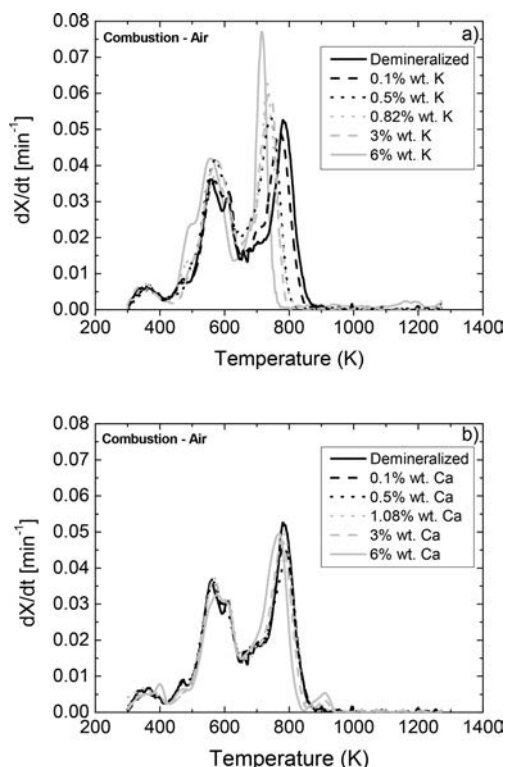 a)
Combustion - Air
Demineralized
0.1% wt. K
0.5% wt. K
0.82% wt. K
3% wt. K
6% wt. K
dX/dt [min⁻¹]
0.08
0.07
0.06
0.05
0.04
0.03
0.02
0.01
0.00
200 400 600 800 1000 1200 1400
Temperature (K)
b)
Combustion - Air
Demineralized
0.1% wt. Ca
0.5% wt. Ca
1.08% wt. Ca
3% wt. Ca
6% wt. Ca
dX/dt [min⁻¹]
0.08
0.07
0.06
0.05
0.04
0.03
0.02
0.01
0.00
200 400 600 800 1000 1200 1400
Temperature (K)